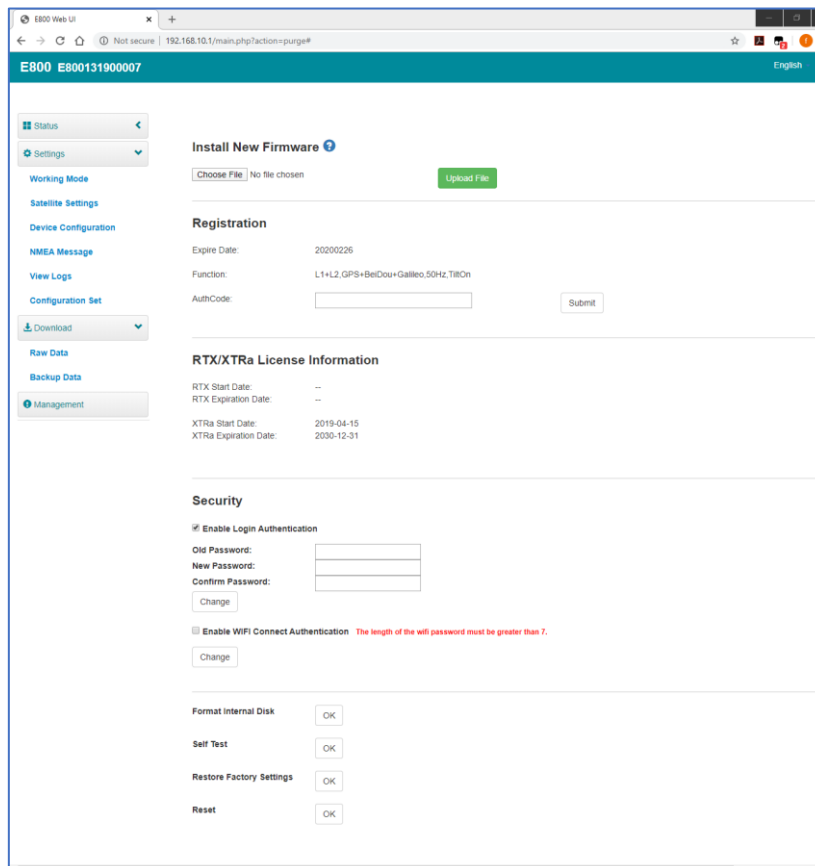 E800 Web UI
Not secure | 192.168.10.1/main.php?action=purge#
E800 E800131900007
English
Status
Settings
Working Mode
Satellite Settings
Device Configuration
NMEA Message
View Logs
Configuration Set
Download
Raw Data
Backup Data
Management
Install New Firmware
Choose File No file chosen
Upload File
Registration
Expire Date: 20200226
Function: L1+L2,GPS+BeiDou+Galileo,50Hz,TiltOn
AuthCode:
Submit
RTX/XTRa License Information
RTX Start Date: --
RTX Expiration Date: --
XTRa Start Date: 2019-04-15
XTRa Expiration Date: 2030-12-31
Security
Enable Login Authentication
Old Password:
New Password:
Confirm Password:
Change
Enable WIFI Connect Authentication The length of the wifi password must be greater than 7.
Change
Format Internal Disk OK
Self Test OK
Restore Factory Settings OK
Reset OK